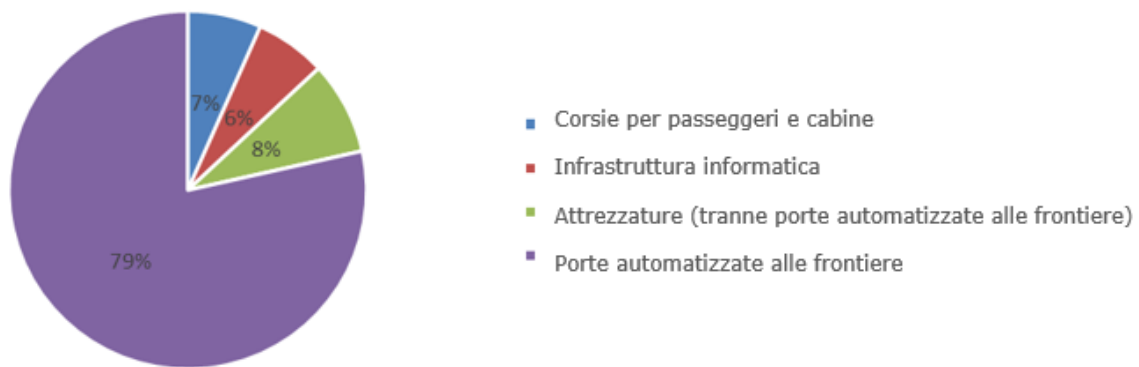 7%
6%
8%
79%
Corsie per passeggeri e cabine
Infrastruttura informatica
Attrezzature (tranne porte automatizzate alle frontiere)
Porte automatizzate alle frontiere